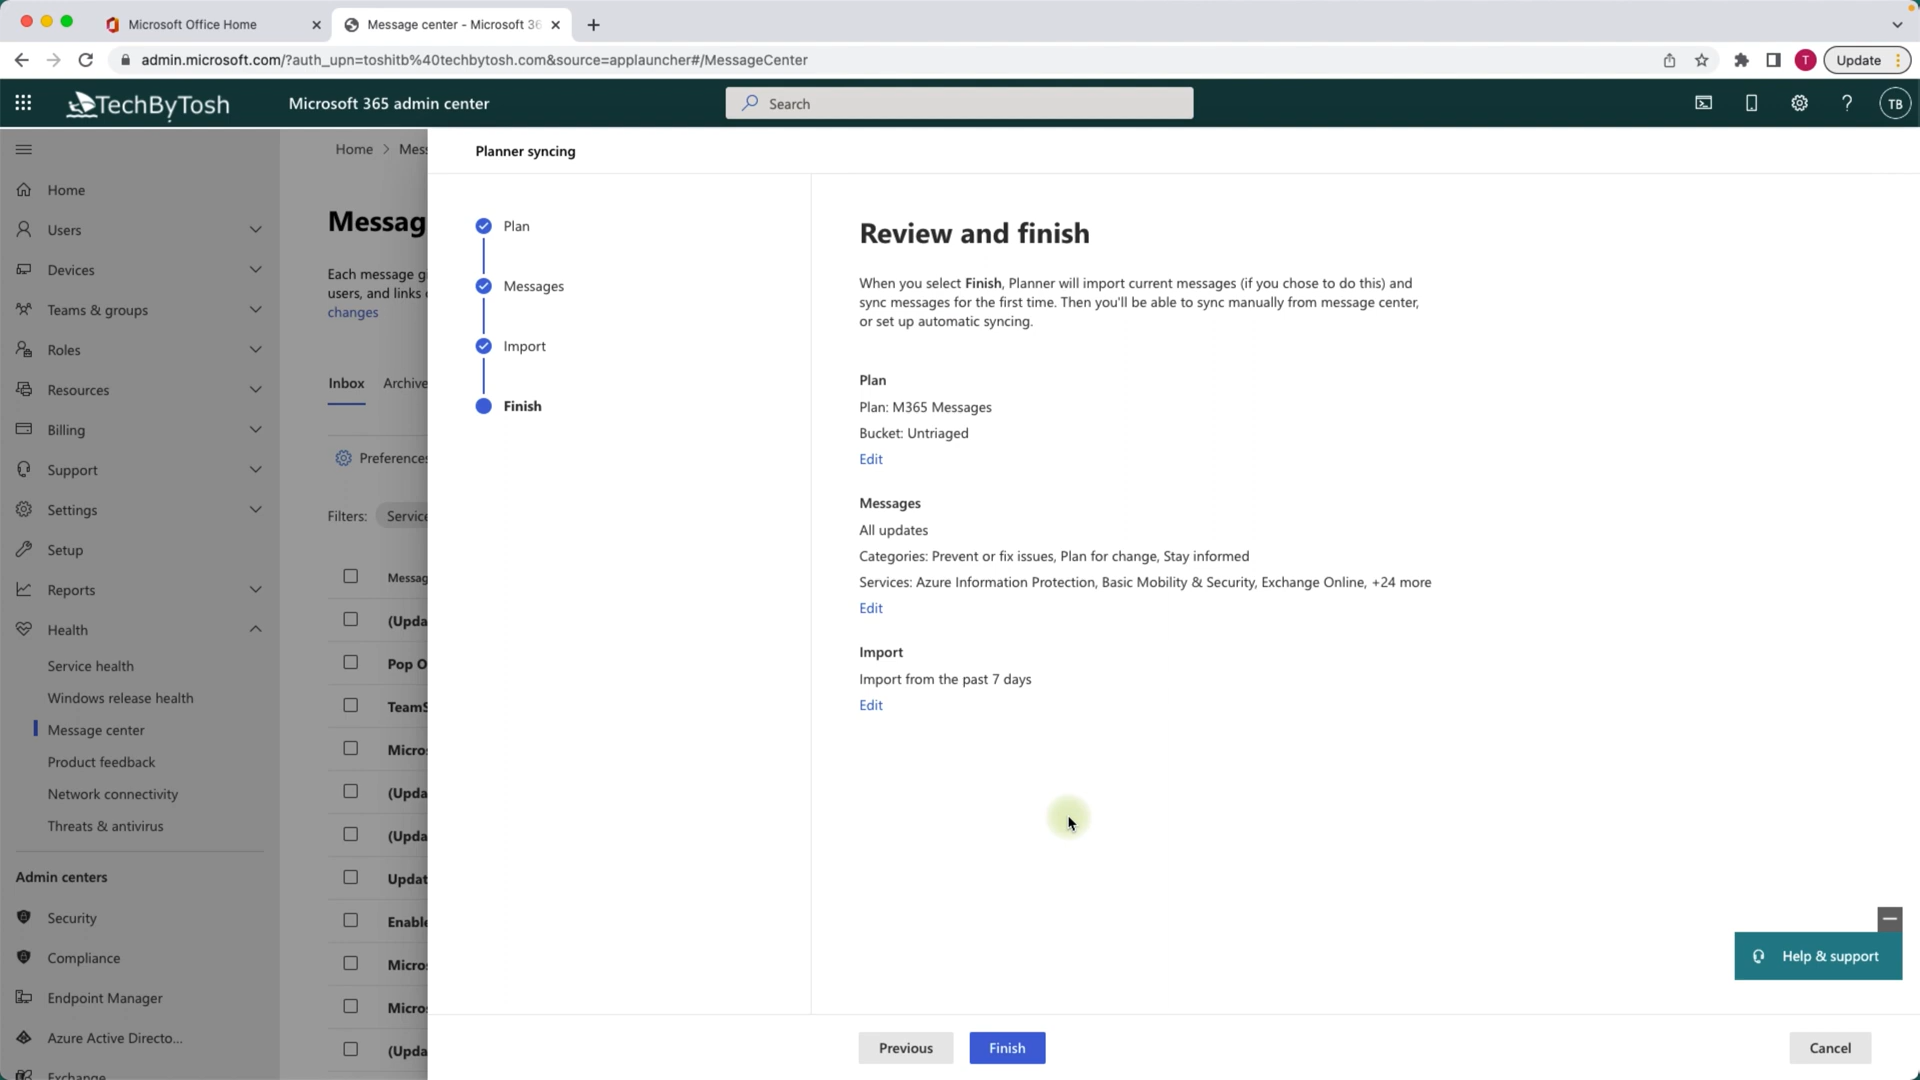 Microsoft Office Home
Message center - Microsoft 36
admin.microsoft.com/?auth_upn=toshitb%40techbytosh.com&source=applauncher#/MessageCenter
T
Update
TechByTosh
Microsoft 365 admin center
Search
TB
Home
Users
Devices
Teams & groups
Roles
Resources
Billing
Support
Settings
Setup
Reports
Health
Service health
Windows release health
Message center
Product feedback
Network connectivity
Threats & antivirus
Admin centers
Security
Compliance
Endpoint Manager
Azure Active Directo...
Exchange
Home > Mess
Messag
Each message g
users, and links
changes
Inbox Archive
Preferences
Filters: Service
Messag
(Upda
Pop O
TeamS
Micros
(Upda
(Upda
Updat
Enable
Micros
Micros
(Upda
Planner syncing
Plan
Messages
Import
Finish
Review and finish
When you select Finish, Planner will import current messages (if you chose to do this) and
sync messages for the first time. Then you'll be able to sync manually from message center,
or set up automatic syncing.
Plan
Plan: M365 Messages
Bucket: Untriaged
Edit
Messages
All updates
Categories: Prevent or fix issues, Plan for change, Stay informed
Services: Azure Information Protection, Basic Mobility & Security, Exchange Online, +24 more
Edit
Import
Import from the past 7 days
Edit
Help & support
Previous
Finish
Cancel